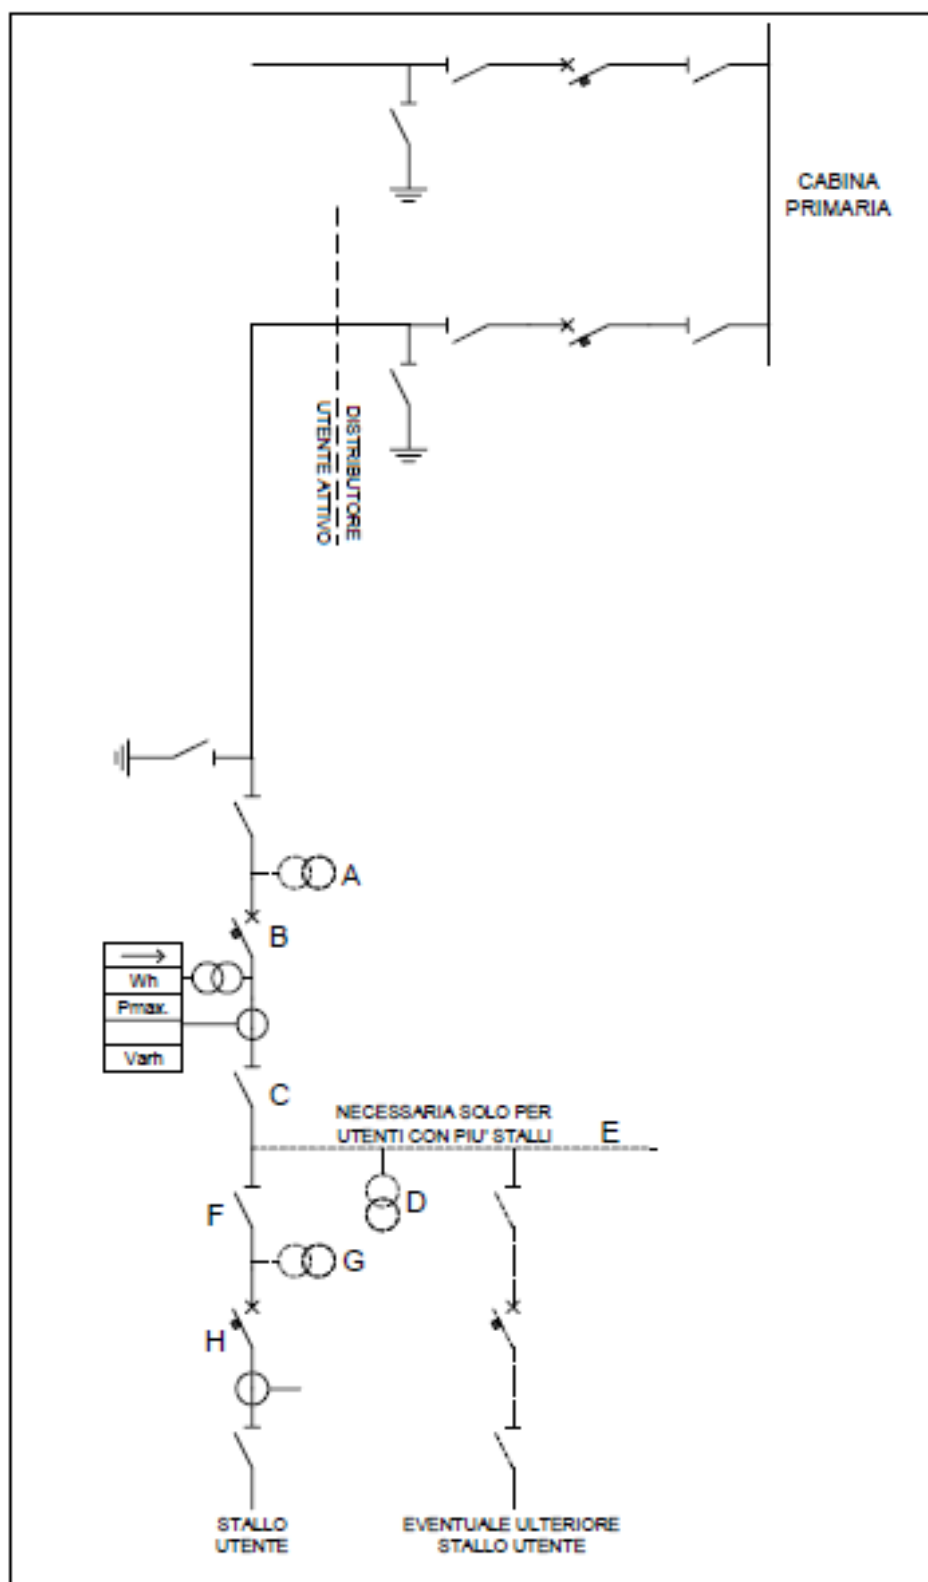 CABINA
PRIMARIA
DISTRIBUTORE
UTENTE ATTIVO
A
B
Wh
Pmax.
Varh
C
NECESSARIA SOLO PER
UTENTI CON PIU' STALLI
E
D
F
G
H
STALLO
UTENTE
EVENTUALE ULTERIORE
STALLO UTENTE